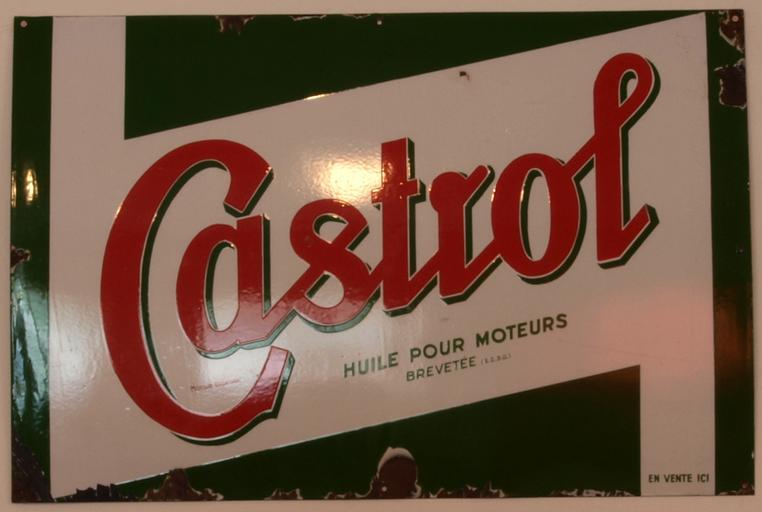 Castrol
HUILE POUR MOTEURS
BREVETÉE (S.G.D.G.)
EN VENTE ICI